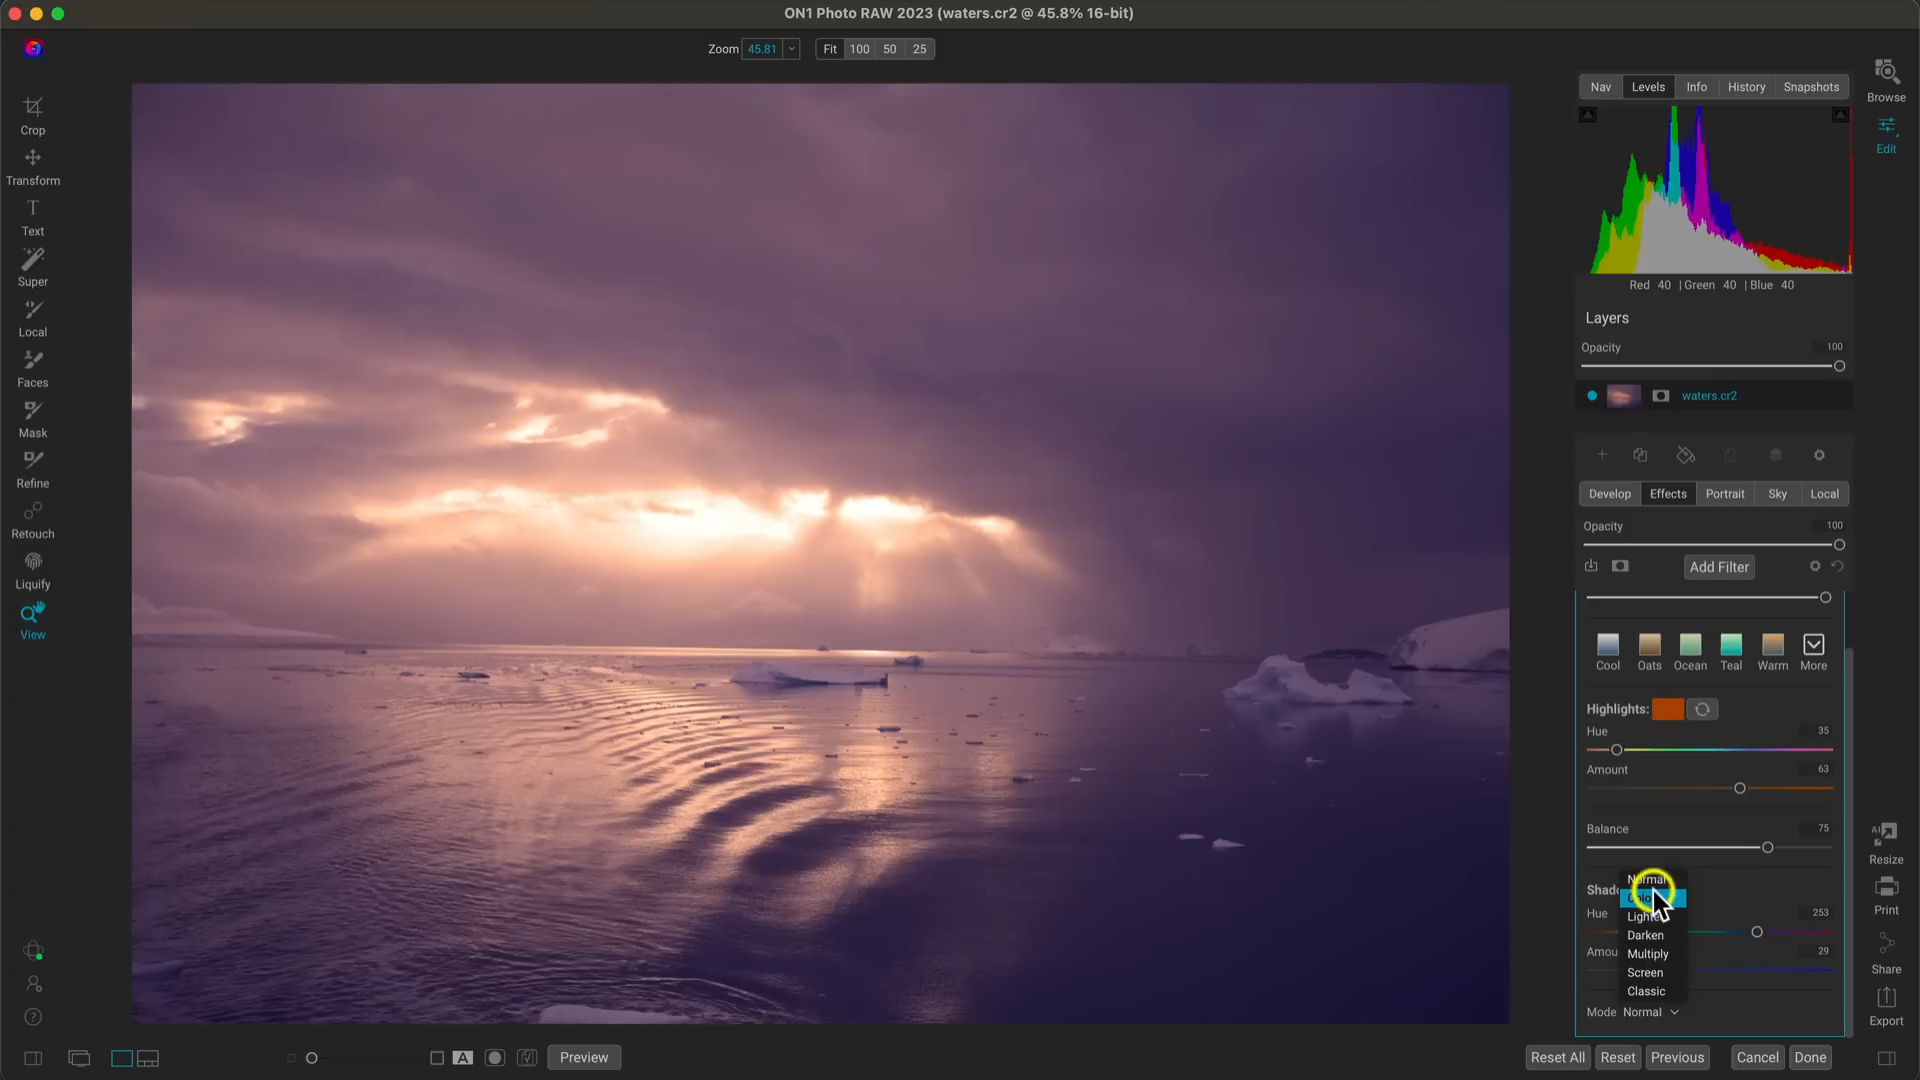 ON1 Photo RAW 2023 (waters.cr2 @ 45.8% 16-bit)
Zoom 45.81 Fit 100 50 25
Crop
Transform
Text
Super
Local
Faces
Mask
Refine
Retouch
Liquify
View
Nav Levels Info History Snapshots
Red 40 | Green 40 | Blue 40
Layers
Opacity 100
waters.cr2
Develop Effects Portrait Sky Local
Opacity 100
Add Filter
Cool Oats Ocean Teal Warm More
Highlights:
Hue 35
Amount 63
Balance 75
Hue 253
29
Normal
Darken
Multiply
Screen
Classic
Mode Normal
Browse
Edit
AI
Resize
Print
Share
Export
A Preview
Reset All Reset Previous Cancel Done